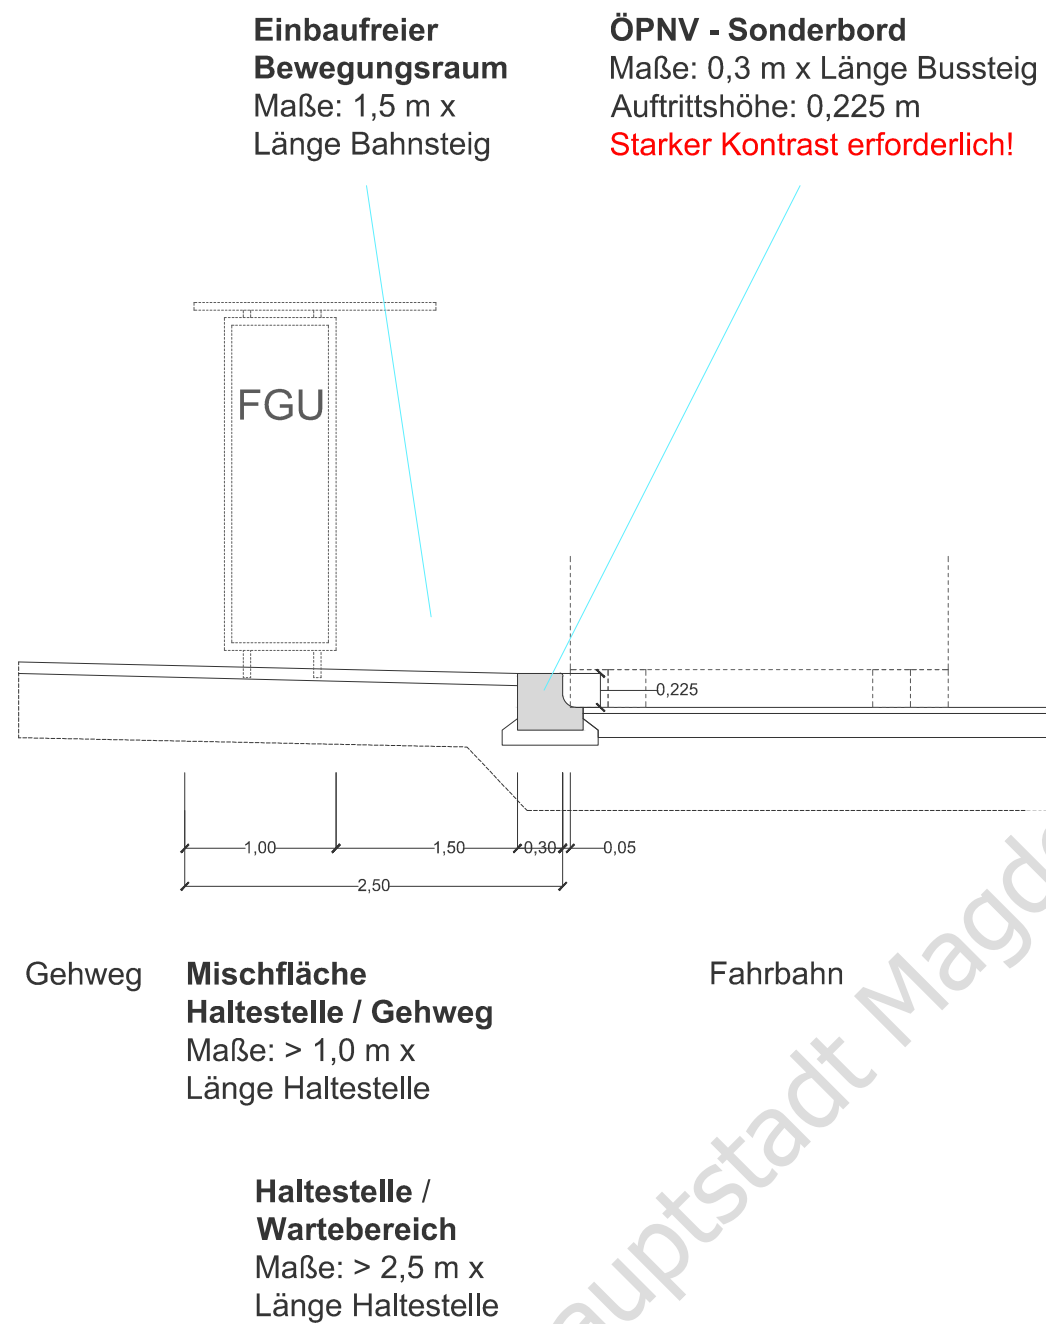 Einbaufreier
Bewegungsraum
Maße: 1,5 m x
Länge Bahnsteig
ÖPNV - Sonderbord
Maße: 0,3 m x Länge Bussteig
Auftrittshöhe: 0,225 m
Starker Kontrast erforderlich!
FGU
0,225
1,00
1,50
0,30
0,05
2,50
Gehweg
Mischfläche
Haltestelle / Gehweg
Maße: > 1,0 m x
Länge Haltestelle
Fahrbahn
Haltestelle /
Wartebereich
Maße: > 2,5 m x
Länge Haltestelle
auptstadt Magd